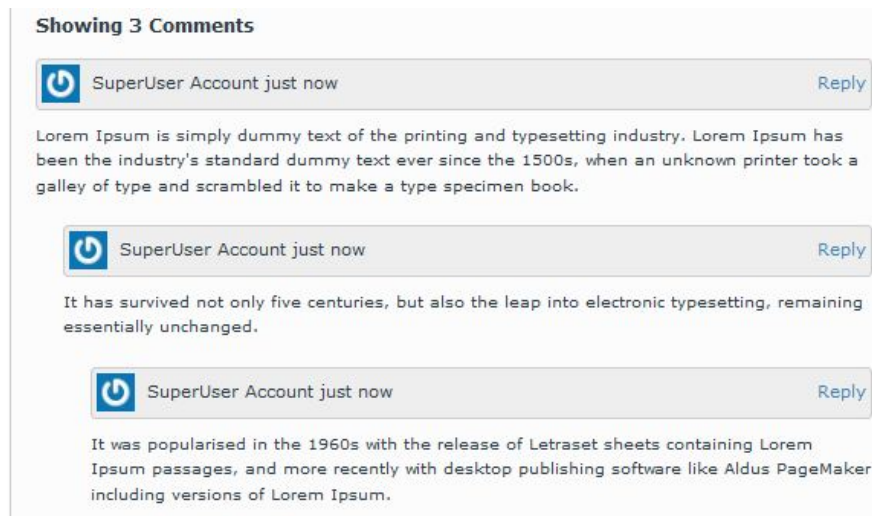 Showing 3 Comments
SuperUser Account just now Reply
Lorem Ipsum is simply dummy text of the printing and typesetting industry. Lorem Ipsum has
been the industry's standard dummy text ever since the 1500s, when an unknown printer took a
galley of type and scrambled it to make a type specimen book.
SuperUser Account just now Reply
It has survived not only five centuries, but also the leap into electronic typesetting, remaining
essentially unchanged.
SuperUser Account just now Reply
It was popularised in the 1960s with the release of Letraset sheets containing Lorem
Ipsum passages, and more recently with desktop publishing software like Aldus PageMaker
including versions of Lorem Ipsum.